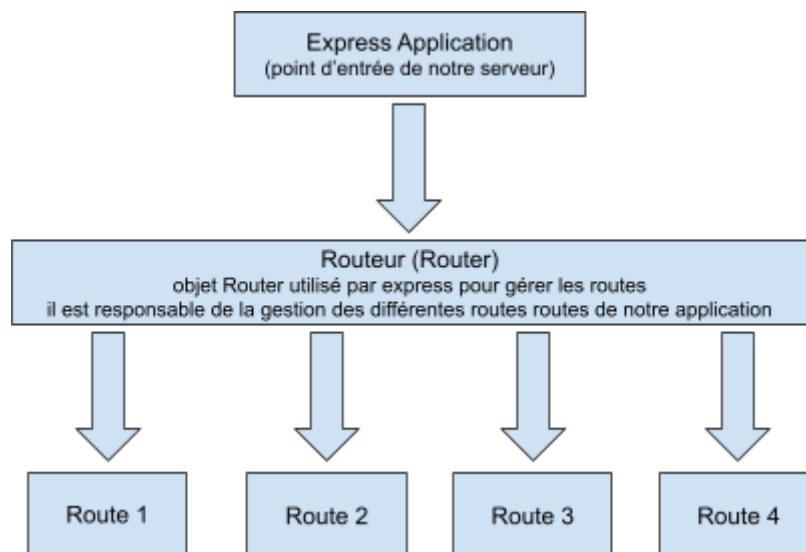 Express Application
(point d'entrée de notre serveur)
Routeur (Router)
objet Router utilisé par express pour gérer les routes
il est responsable de la gestion des différentes routes routes de notre application
Route 1
Route 2
Route 3
Route 4